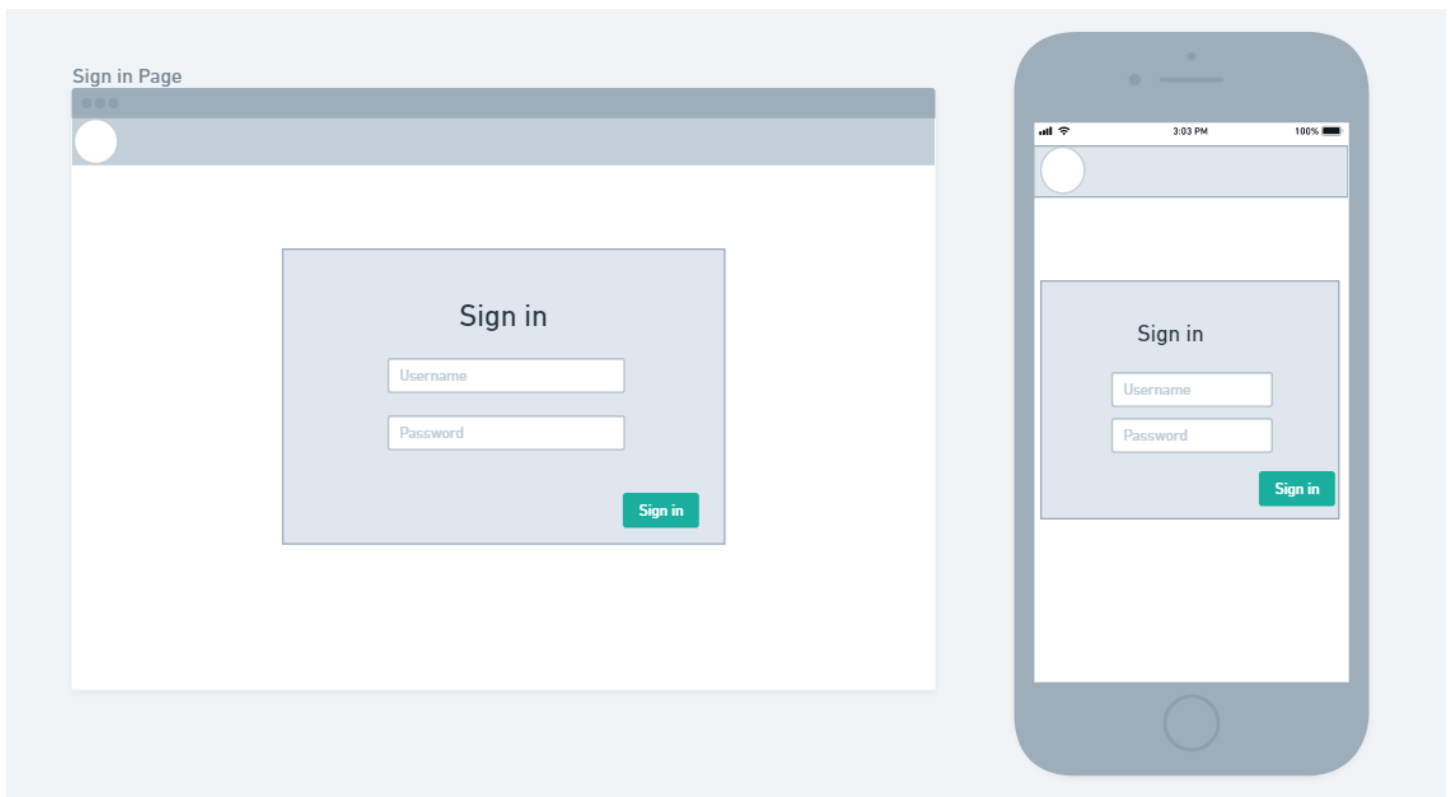 Sign in Page
Sign in
Username
Password
Sign in
3:03 PM
100%
Sign in
Username
Password
Sign in